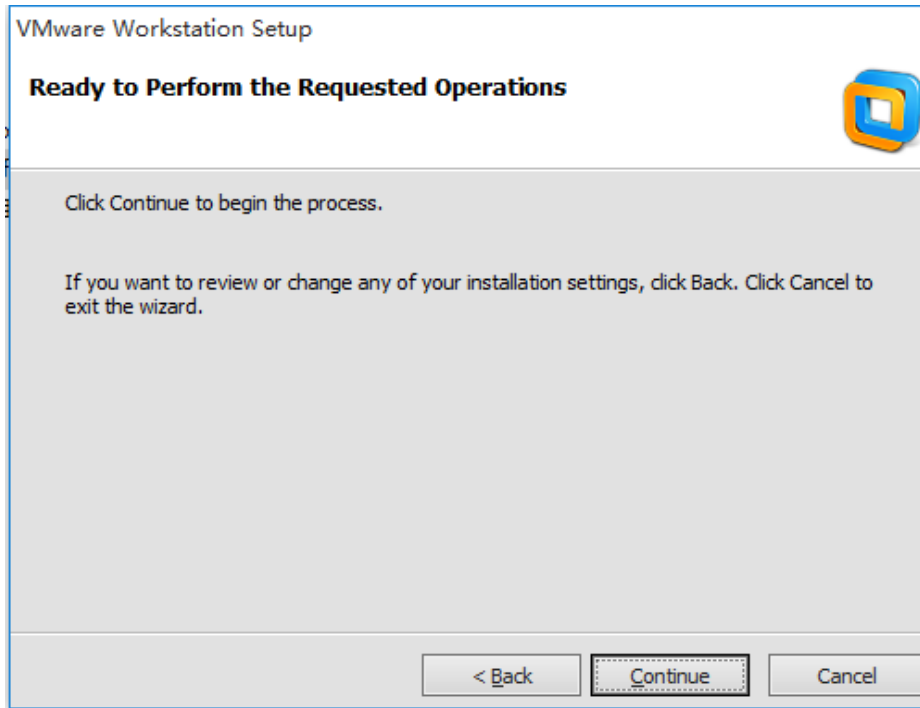 VMware Workstation Setup
Ready to Perform the Requested Operations
Click Continue to begin the process.
If you want to review or change any of your installation settings, click Back. Click Cancel to
exit the wizard.
< Back
Continue
Cancel